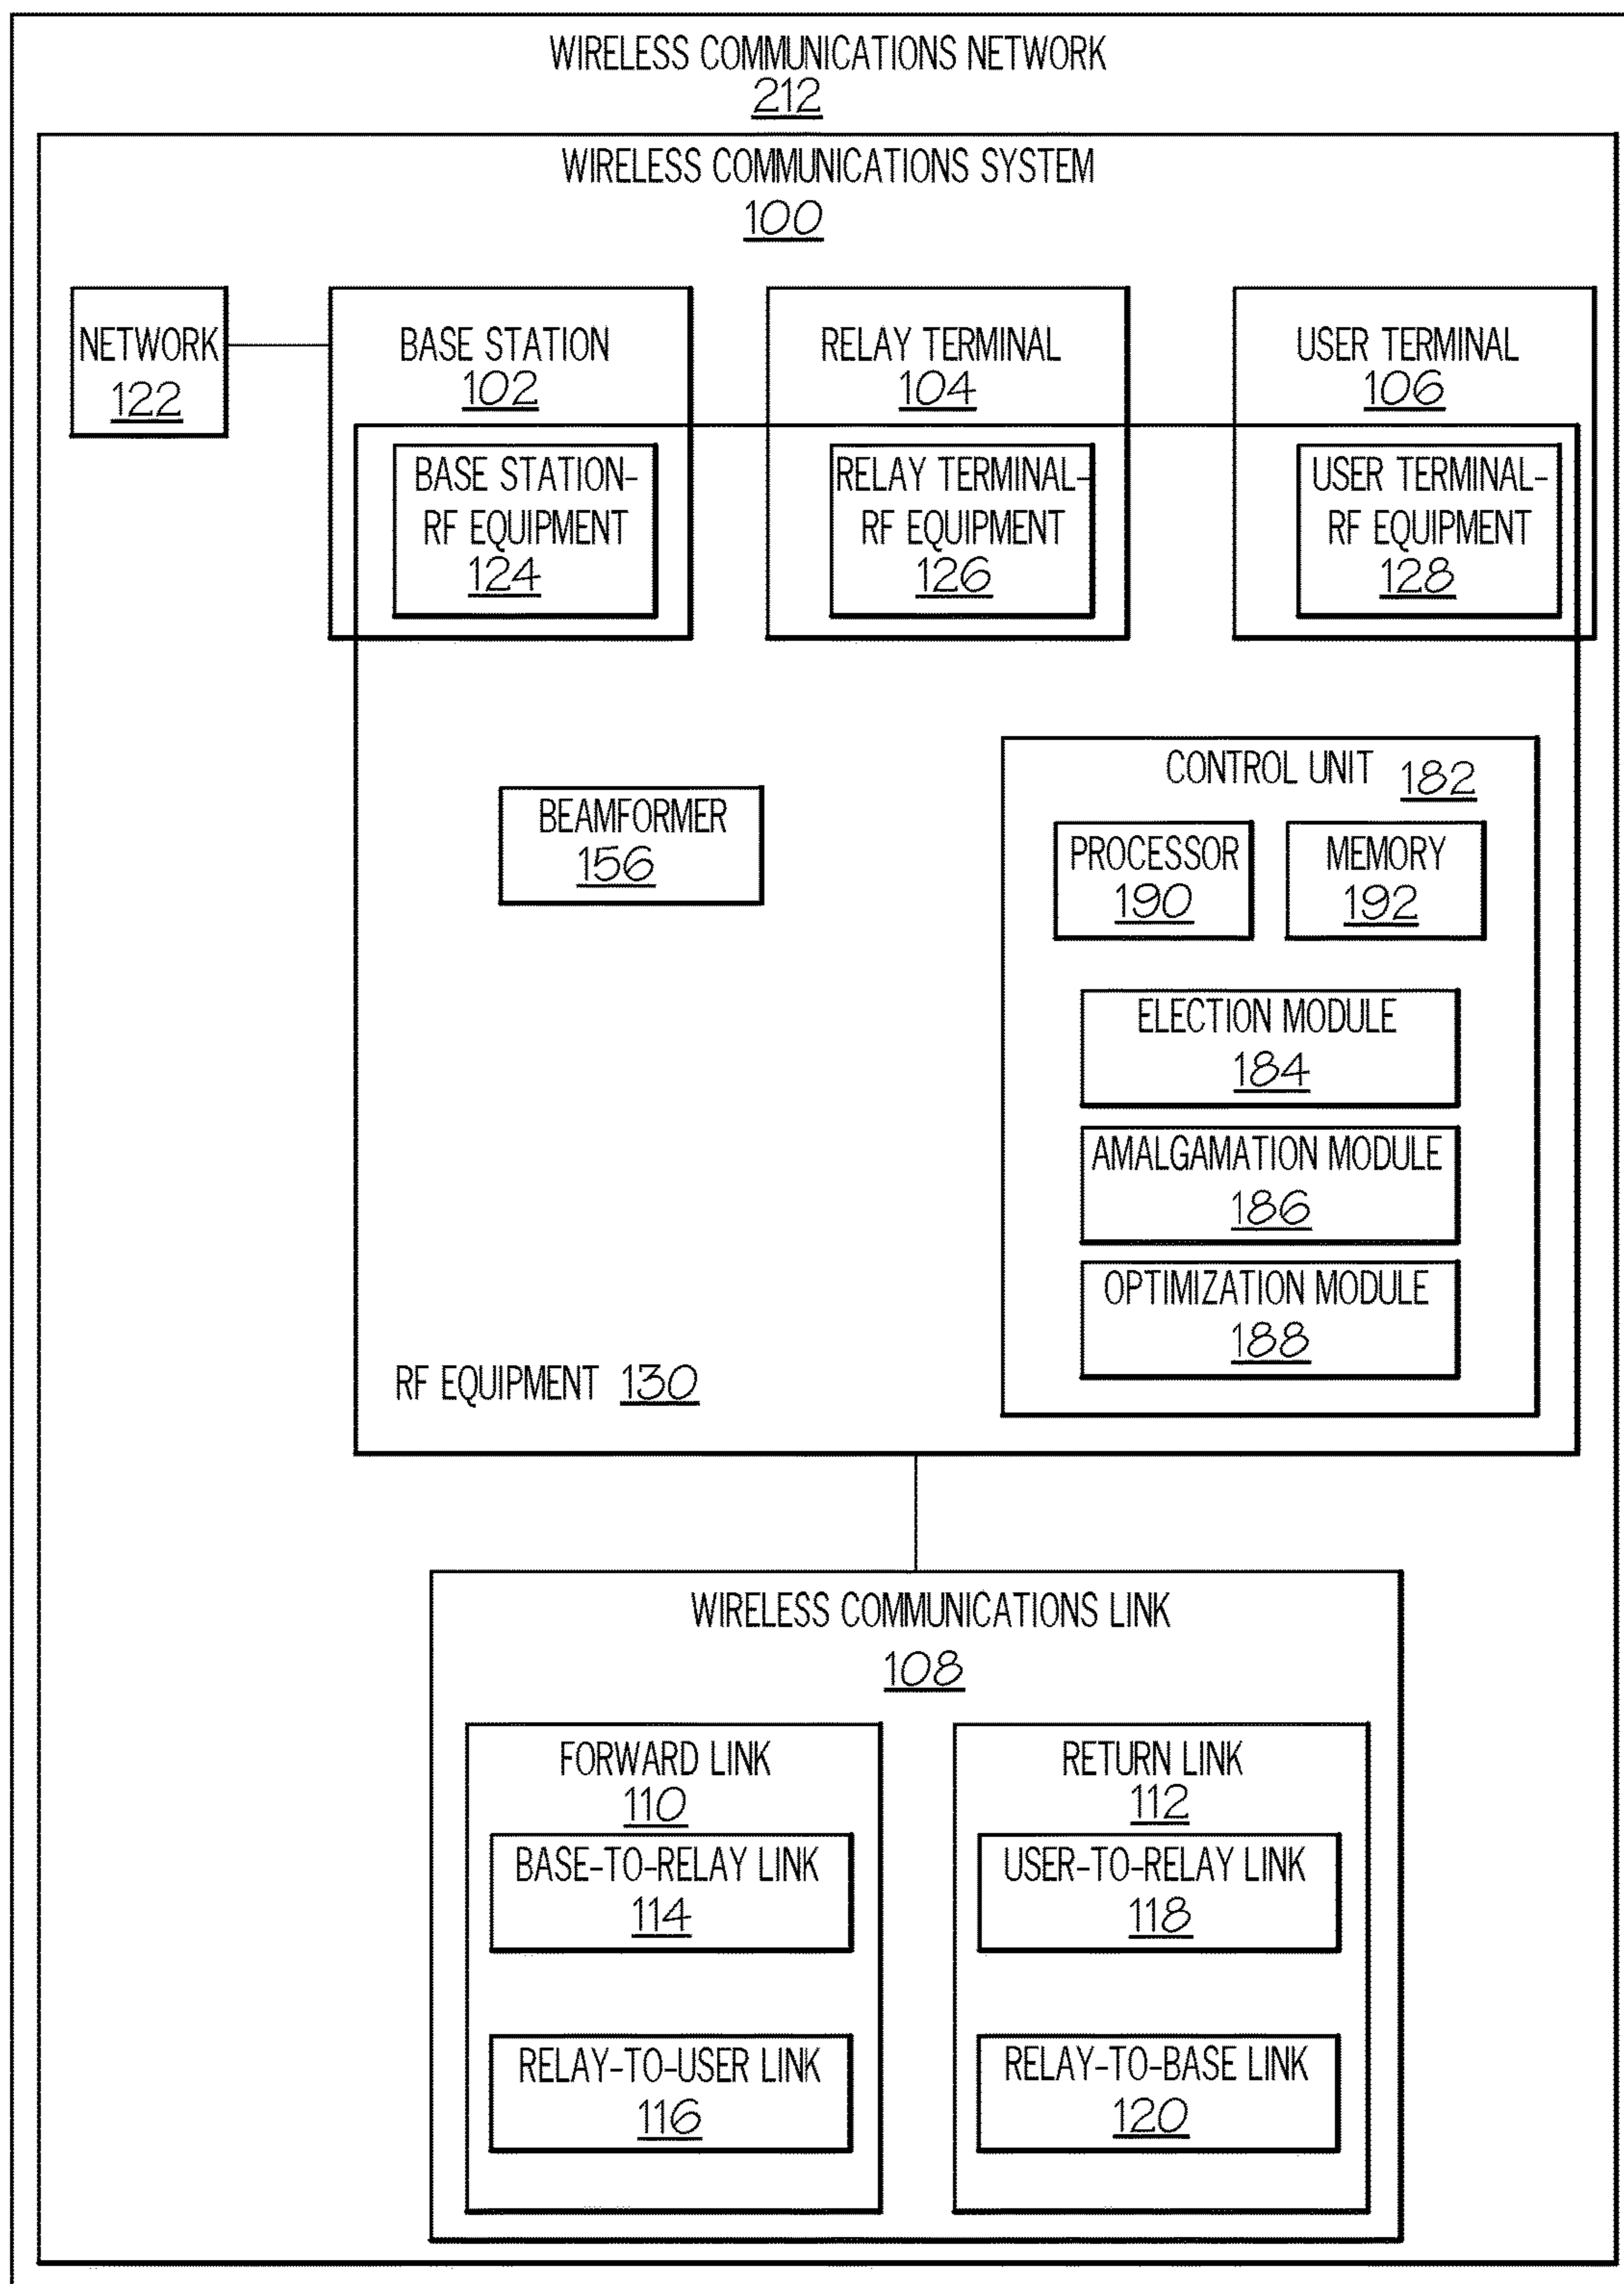 WIRELESS COMMUNICATIONS NETWORK
212
WIRELESS COMMUNICATIONS SYSTEM
100
NETWORK
122
BASE STATION
102
RELAY TERMINAL
104
USER TERMINAL
106
BASE STATION-
RF EQUIPMENT
124
RELAY TERMINAL-
RF EQUIPMENT
126
USER TERMINAL-
RF EQUIPMENT
128
CONTROL UNIT 182
BEAMFORMER
156
PROCESSOR
190
MEMORY
192
ELECTION MODULE
184
AMALGAMATION MODULE
186
OPTIMIZATION MODULE
188
RF EQUIPMENT 130
WIRELESS COMMUNICATIONS LINK
108
FORWARD LINK
110
BASE-TO-RELAY LINK
114
RELAY-TO-USER LINK
116
RETURN LINK
112
USER-TO-RELAY LINK
118
RELAY-TO-BASE LINK
120